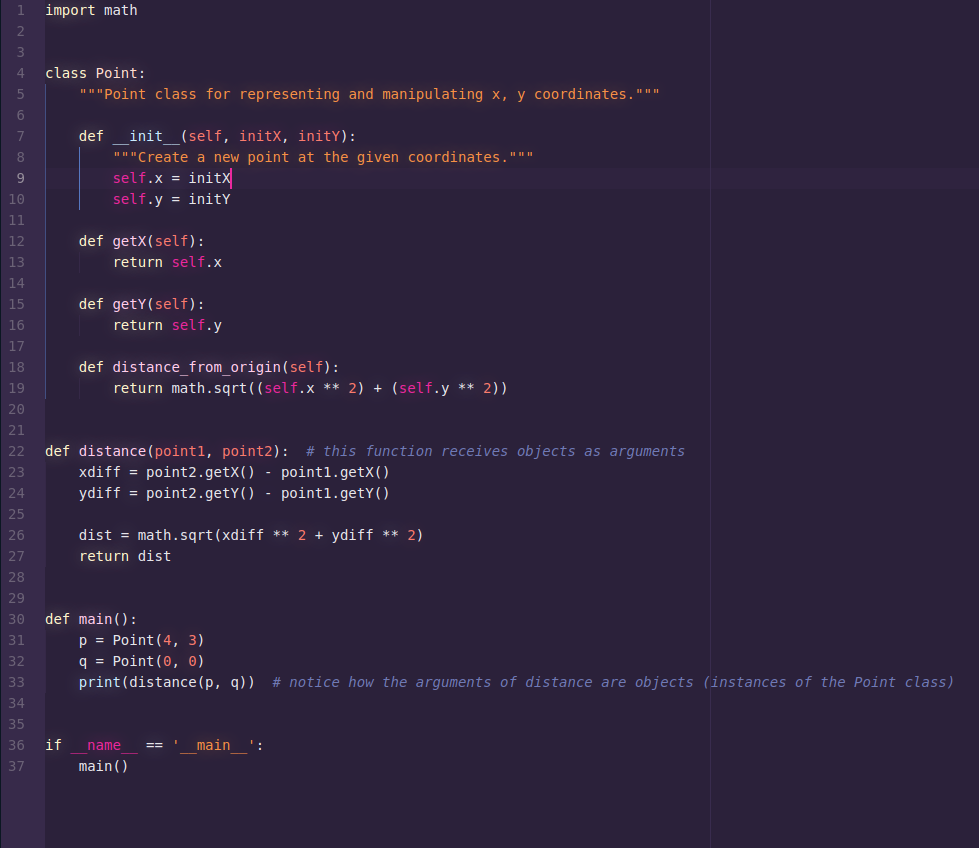 1 import math
2
3
4 class Point:
5     """Point class for representing and manipulating x, y coordinates."""
6
7     def __init__(self, initX, initY):
8         """Create a new point at the given coordinates."""
9         self.x = initX
10         self.y = initY
11
12     def getX(self):
13         return self.x
14
15     def getY(self):
16         return self.y
17
18     def distance_from_origin(self):
19         return math.sqrt((self.x ** 2) + (self.y ** 2))
20
21
22 def distance(point1, point2):  # this function receives objects as arguments
23     xdiff = point2.getX() - point1.getX()
24     ydiff = point2.getY() - point1.getY()
25
26     dist = math.sqrt(xdiff ** 2 + ydiff ** 2)
27     return dist
28
29
30 def main():
31     p = Point(4, 3)
32     q = Point(0, 0)
33     print(distance(p, q))  # notice how the arguments of distance are objects (instances of the Point class)
34
35
36 if __name__ == '__main__':
37     main()